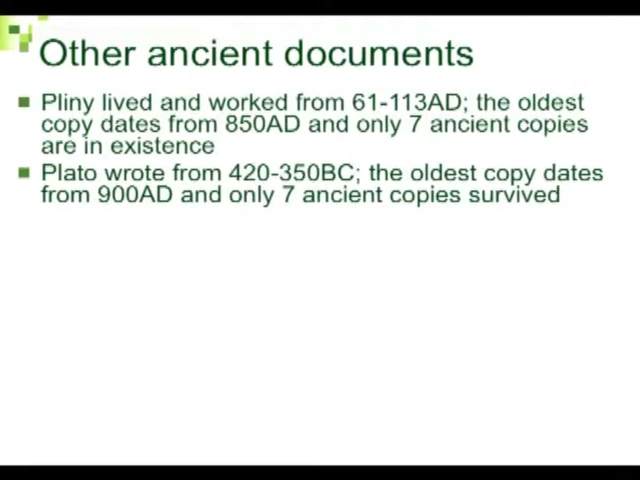 Other ancient documents
Pliny lived and worked from 61-113AD; the oldest
copy dates from 850AD and only 7 ancient copies
are in existence
Plato wrote from 420-350BC; the oldest copy dates
from 900AD and only 7 ancient copies survived